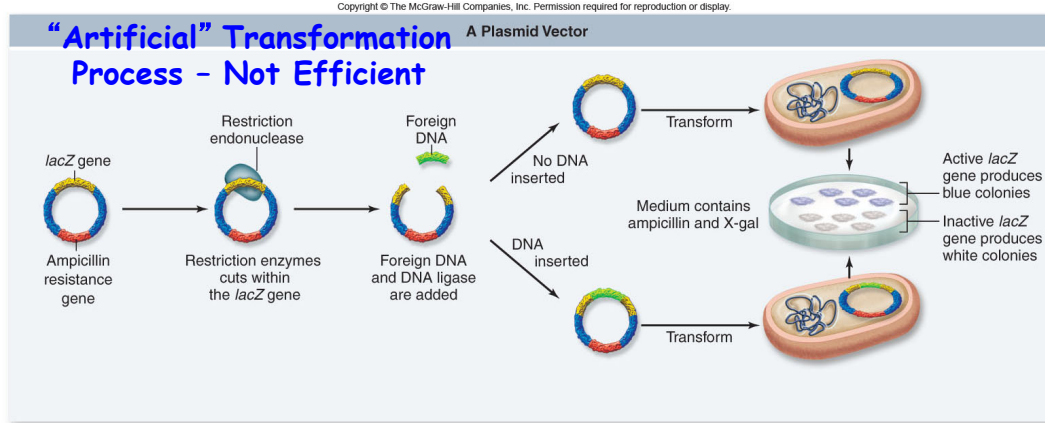 Copyright © The McGraw-Hill Companies, Inc. Permission required for reproduction or display.
“Artificial” Transformation
Process – Not Efficient
A Plasmid Vector
lacZ gene
Ampicillin
resistance
gene
Restriction
endonuclease
Restriction enzymes
cuts within
the lacZ gene
Foreign
DNA
Foreign DNA
and DNA ligase
are added
No DNA
inserted
DNA
inserted
Transform
Transform
Medium contains
ampicillin and X-gal
Active lacZ
gene produces
blue colonies
Inactive lacZ
gene produces
white colonies